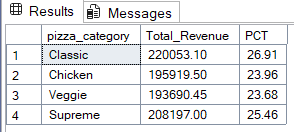 Results Messages
pizza_category Total_Revenue PCT
1 Classic 220053.10 26.91
2 Chicken 195919.50 23.96
3 Veggie 193690.45 23.68
4 Supreme 208197.00 25.46